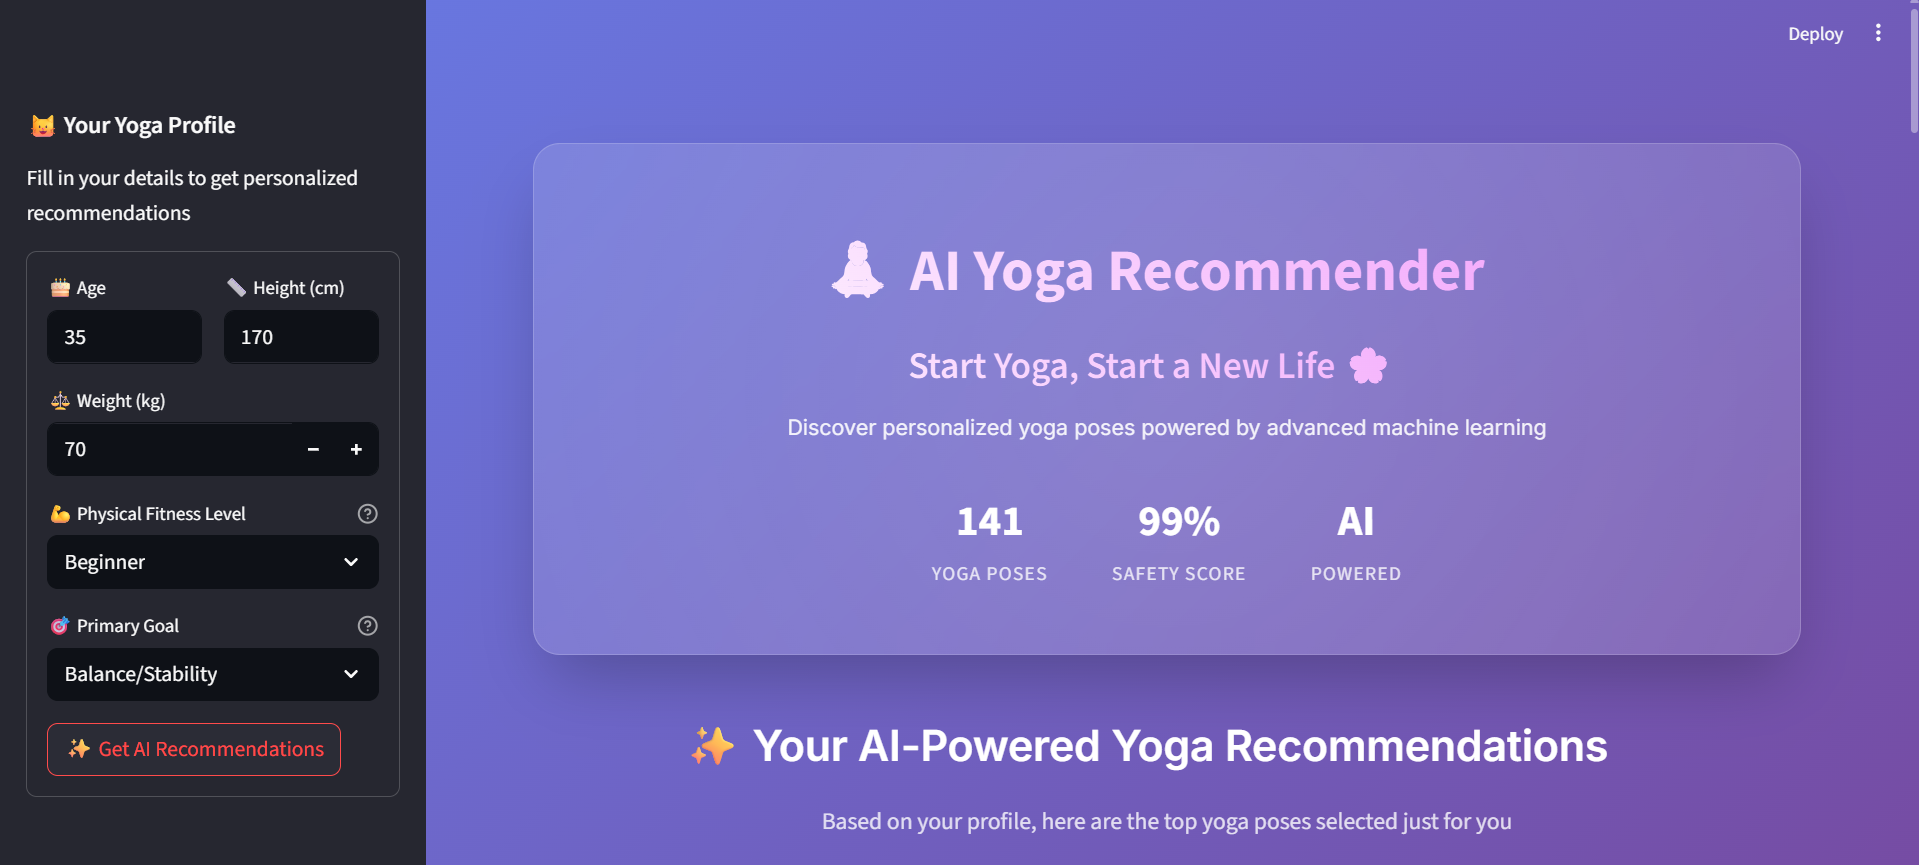 Deploy
😺 Your Yoga Profile
Fill in your details to get personalized
recommendations
🎂 Age
📏 Height (cm)
35
170
⚖️ Weight (kg)
70
− +
💪 Physical Fitness Level
Beginner
🎯 Primary Goal
Balance/Stability
✨ Get AI Recommendations
🧘 AI Yoga Recommender
Start Yoga, Start a New Life 🌸
Discover personalized yoga poses powered by advanced machine learning
141
YOGA POSES
99%
SAFETY SCORE
AI
POWERED
✨ Your AI-Powered Yoga Recommendations
Based on your profile, here are the top yoga poses selected just for you